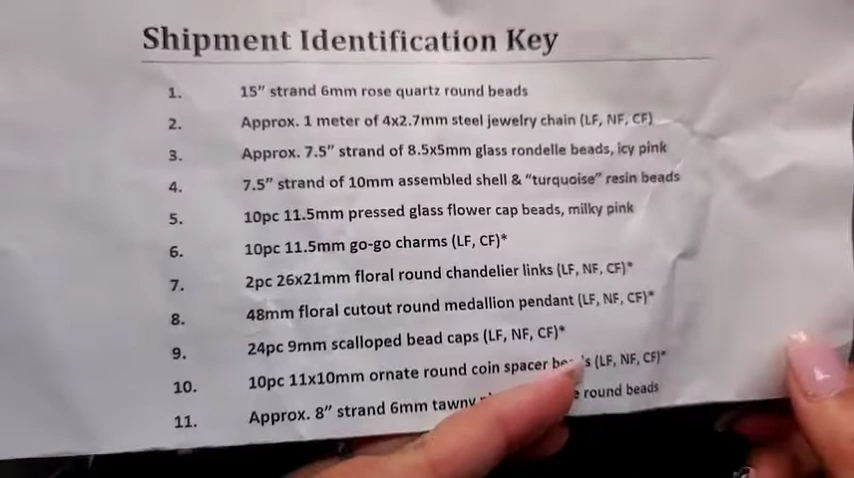 Shipment Identification Key
1. 15” strand 6mm rose quartz round beads
2. Approx. 1 meter of 4x2.7mm steel jewelry chain (LF, NF, CF)
3. Approx. 7.5” strand of 8.5x5mm glass rondelle beads, icy pink
4. 7.5” strand of 10mm assembled shell & “turquoise” resin beads
5. 10pc 11.5mm pressed glass flower cap beads, milky pink
6. 10pc 11.5mm go-go charms (LF, CF)*
7. 2pc 26x21mm floral round chandelier links (LF, NF, CF)*
8. 48mm floral cutout round medallion pendant (LF, NF, CF)*
9. 24pc 9mm scalloped bead caps (LF, NF, CF)*
10. 10pc 11x10mm ornate round coin spacer (LF, NF, CF)*
11. Approx. 8” strand 6mm tawny round beads